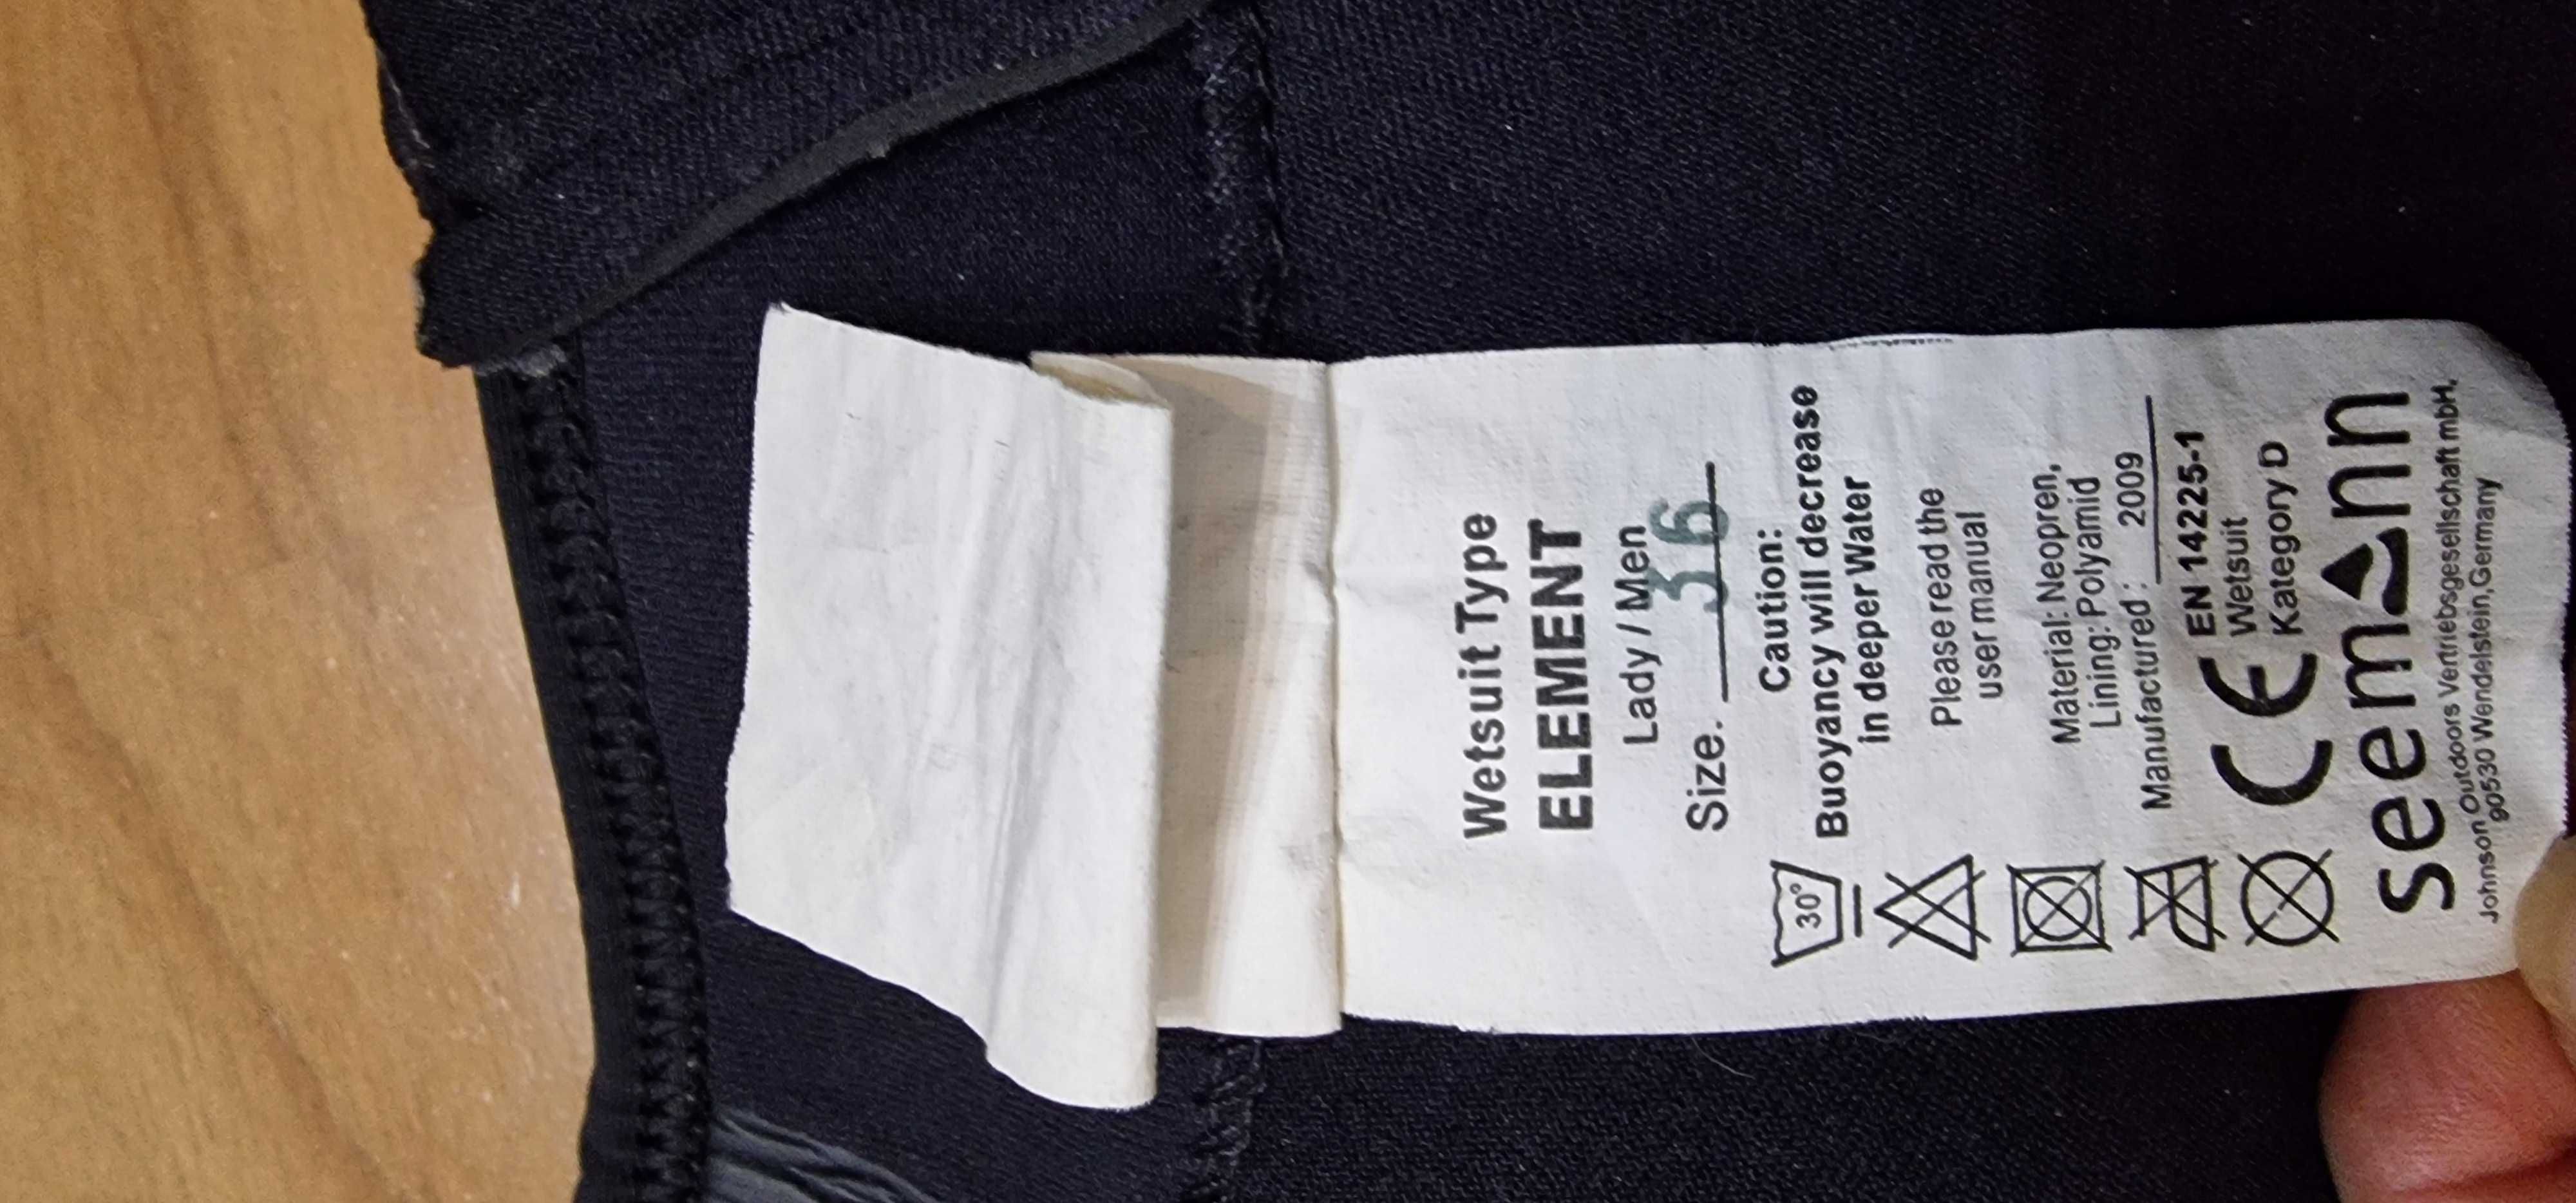 Wetsuit Type
ELEMENT
Lady / Men
Size. 36
Caution:
Buoyancy will decrease
in deeper Water
Please read the
user manual
Material: Neopren,
Lining: Polyamid
Manufactured: 2009
30°
CE EN 14225-1
Wetsuit
Kategory D
seemann
Johnson Outdoors Vertriebsgesellschaft mbH,
90530 Wendelstein, Germany